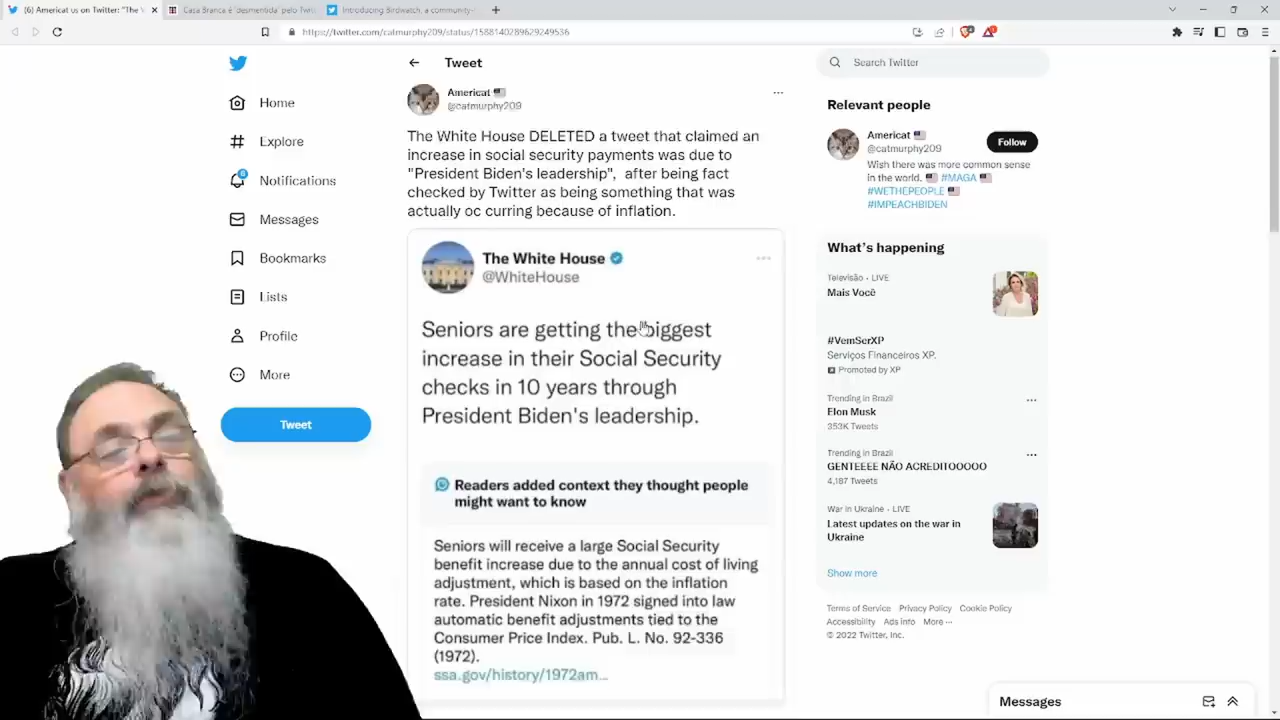 (6) Americat us on Twitter: "The W
Casa Branca é 'desmentida' pelo Twit
Introducing Birdwatch, a community-
https://twitter.com/catmurphy209/status/1588140289629249536
Home
Explore
6
Notifications
Messages
Bookmarks
Lists
Profile
More
Tweet
Tweet
Americat
@catmurphy209
The White House DELETED a tweet that claimed an
increase in social security payments was due to
"President Biden's leadership", after being fact
checked by Twitter as being something that was
actually oc curring because of inflation.
The White House
@WhiteHouse
Seniors are getting the biggest
increase in their Social Security
checks in 10 years through
President Biden's leadership.
Readers added context they thought people
might want to know
Seniors will receive a large Social Security
benefit increase due to the annual cost of living
adjustment, which is based on the inflation
rate. President Nixon in 1972 signed into law
automatic benefit adjustments tied to the
Consumer Price Index. Pub. L. No. 92-336
(1972).
ssa.gov/history/1972am...
Search Twitter
Relevant people
Americat
@catmurphy209
Follow
Wish there was more common sense
in the world. #MAGA
#WETHEPEOPLE
#IMPEACHBIDEN
What's happening
Televisão · LIVE
Mais Você
#VemSerXP
Serviços Financeiros XP.
Promoted by XP
Trending in Brazil
Elon Musk
353K Tweets
Trending in Brazil
GENTEEEE NÃO ACREDITOOOOO
4,187 Tweets
War in Ukraine · LIVE
Latest updates on the war in
Ukraine
Show more
Terms of Service Privacy Policy Cookie Policy
Accessibility Ads info More ...
© 2022 Twitter, Inc.
Messages